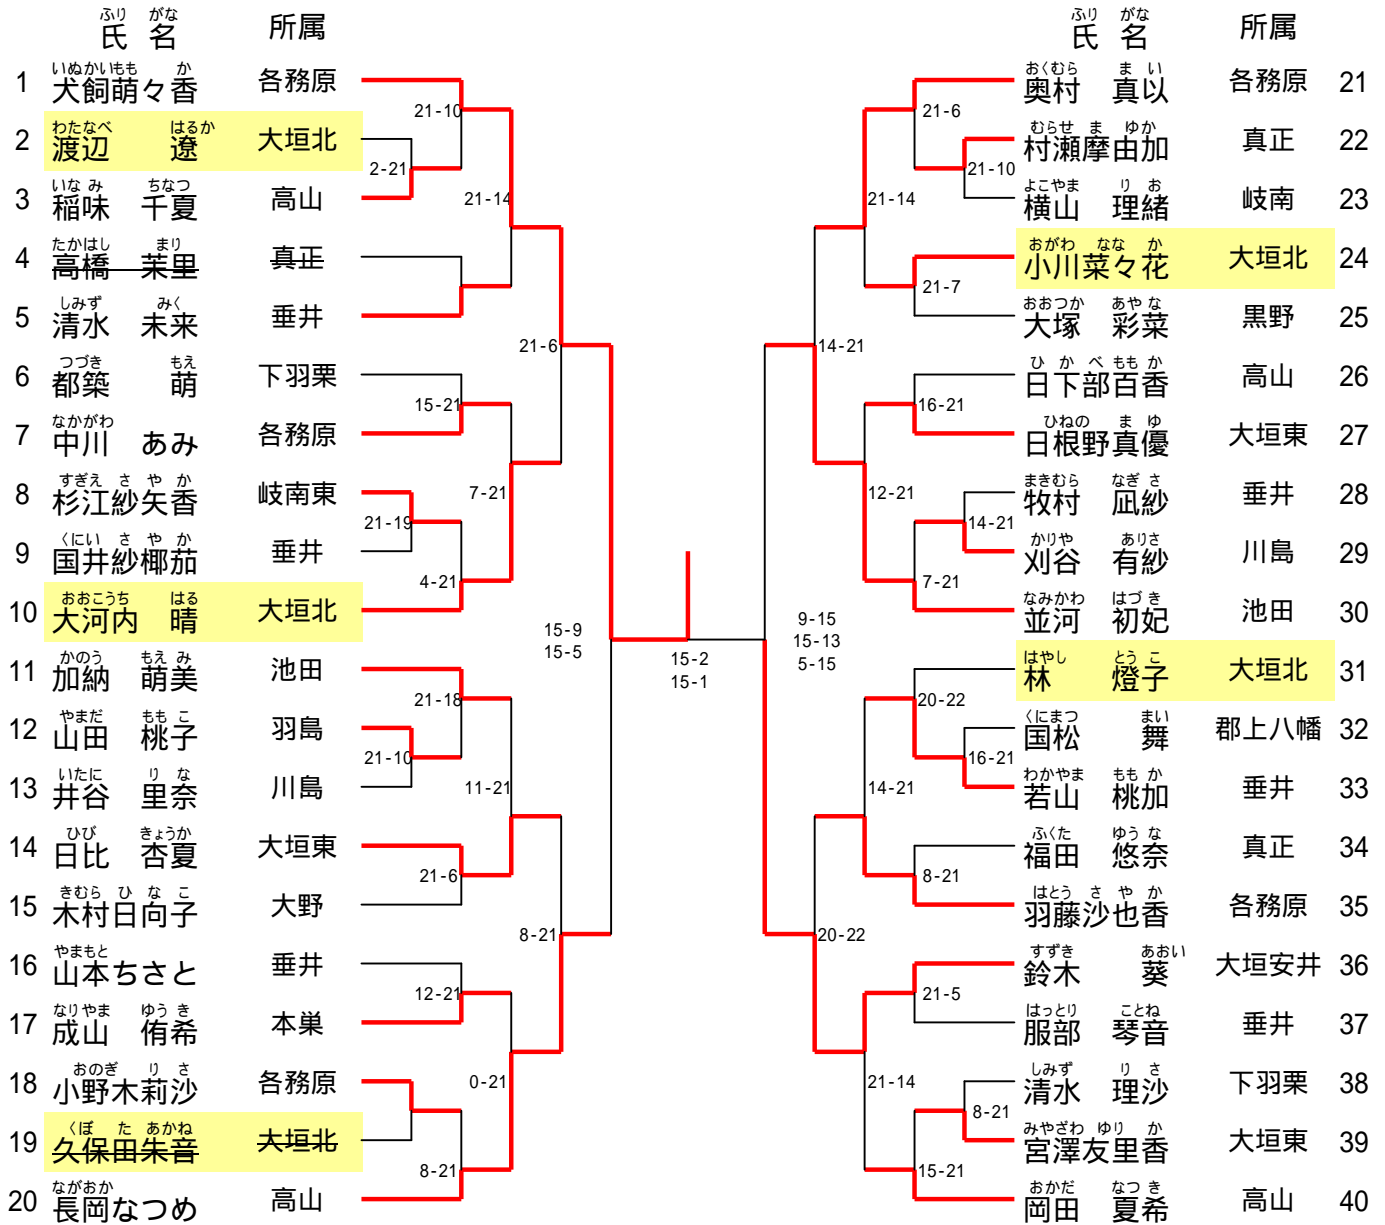 ふり がな
氏 名 所属
1 いぬかいもも か 犬飼萌々香 各務原
2 わたなべ はるか 渡辺 遼 大垣北
3 いな み ちなつ 稲味 千夏 高山
4 たかはし まり 高橋 茉里 真正
5 しみず みく 清水 未来 垂井
6 つづき もえ 都築 萌 下羽栗
7 なかがわ 中川 あみ 各務原
8 すぎえ さ や か 杉江紗矢香 岐南東
9 くにい さ や か 国井紗椰茄 垂井
10 おおこうち はる 大河内 晴 大垣北
11 かのう もえ み 加納 萌美 池田
12 やまだ もも こ 山田 桃子 羽島
13 いたに り な 井谷 里奈 川島
14 ひび きょうか 日比 杏夏 大垣東
15 きむら ひ な こ 木村日向子 大野
16 やまもと 山本ちさと 垂井
17 なりやま ゆう き 成山 侑希 本巣
18 おのぎ り さ 小野木莉沙 各務原
19 くぼ た あかね 久保田朱音 大垣北
20 ながおか 長岡なつめ 高山
21-10
2-21
21-14
21-6
15-21
7-21
21-19
4-21
15-9
15-5
21-18
21-10
11-21
21-6
8-21
12-21
0-21
8-21
15-2
15-1
ふり がな
氏 名 所属
おくむら ま い 奥村 真以 各務原 21
むらせ ま ゆか 村瀬摩由加 真正 22
よこやま り お 横山 理緒 岐南 23
おがわ なな か 小川菜々花 大垣北 24
おおつか あや な 大塚 彩菜 黒野 25
ひ か べ もも か 日下部百香 高山 26
ひねの ま ゆ 日根野真優 大垣東 27
まきむら なぎ さ 牧村 凪紗 垂井 28
かりや ありさ 刈谷 有紗 川島 29
なみかわ はづ き 並河 初妃 池田 30
はやし とう こ 林 燈子 大垣北 31
くにまつ まい 国松 舞 郡上八幡 32
わかやま もも か 若山 桃加 垂井 33
ふくた ゆう な 福田 悠奈 真正 34
はとう さ や か 羽藤沙也香 各務原 35
すずき あおい 鈴木 葵 大垣安井 36
はっとり ことね 服部 琴音 垂井 37
しみず り さ 清水 理沙 下羽栗 38
みやざわ ゆり か 宮澤友里香 大垣東 39
おかだ なつ き 岡田 夏希 高山 40
21-6
21-10
21-14
21-7
14-21
16-21
12-21
14-21
7-21
9-15
15-13
5-15
20-22
16-21
14-21
8-21
20-22
21-5
21-14
8-21
15-21